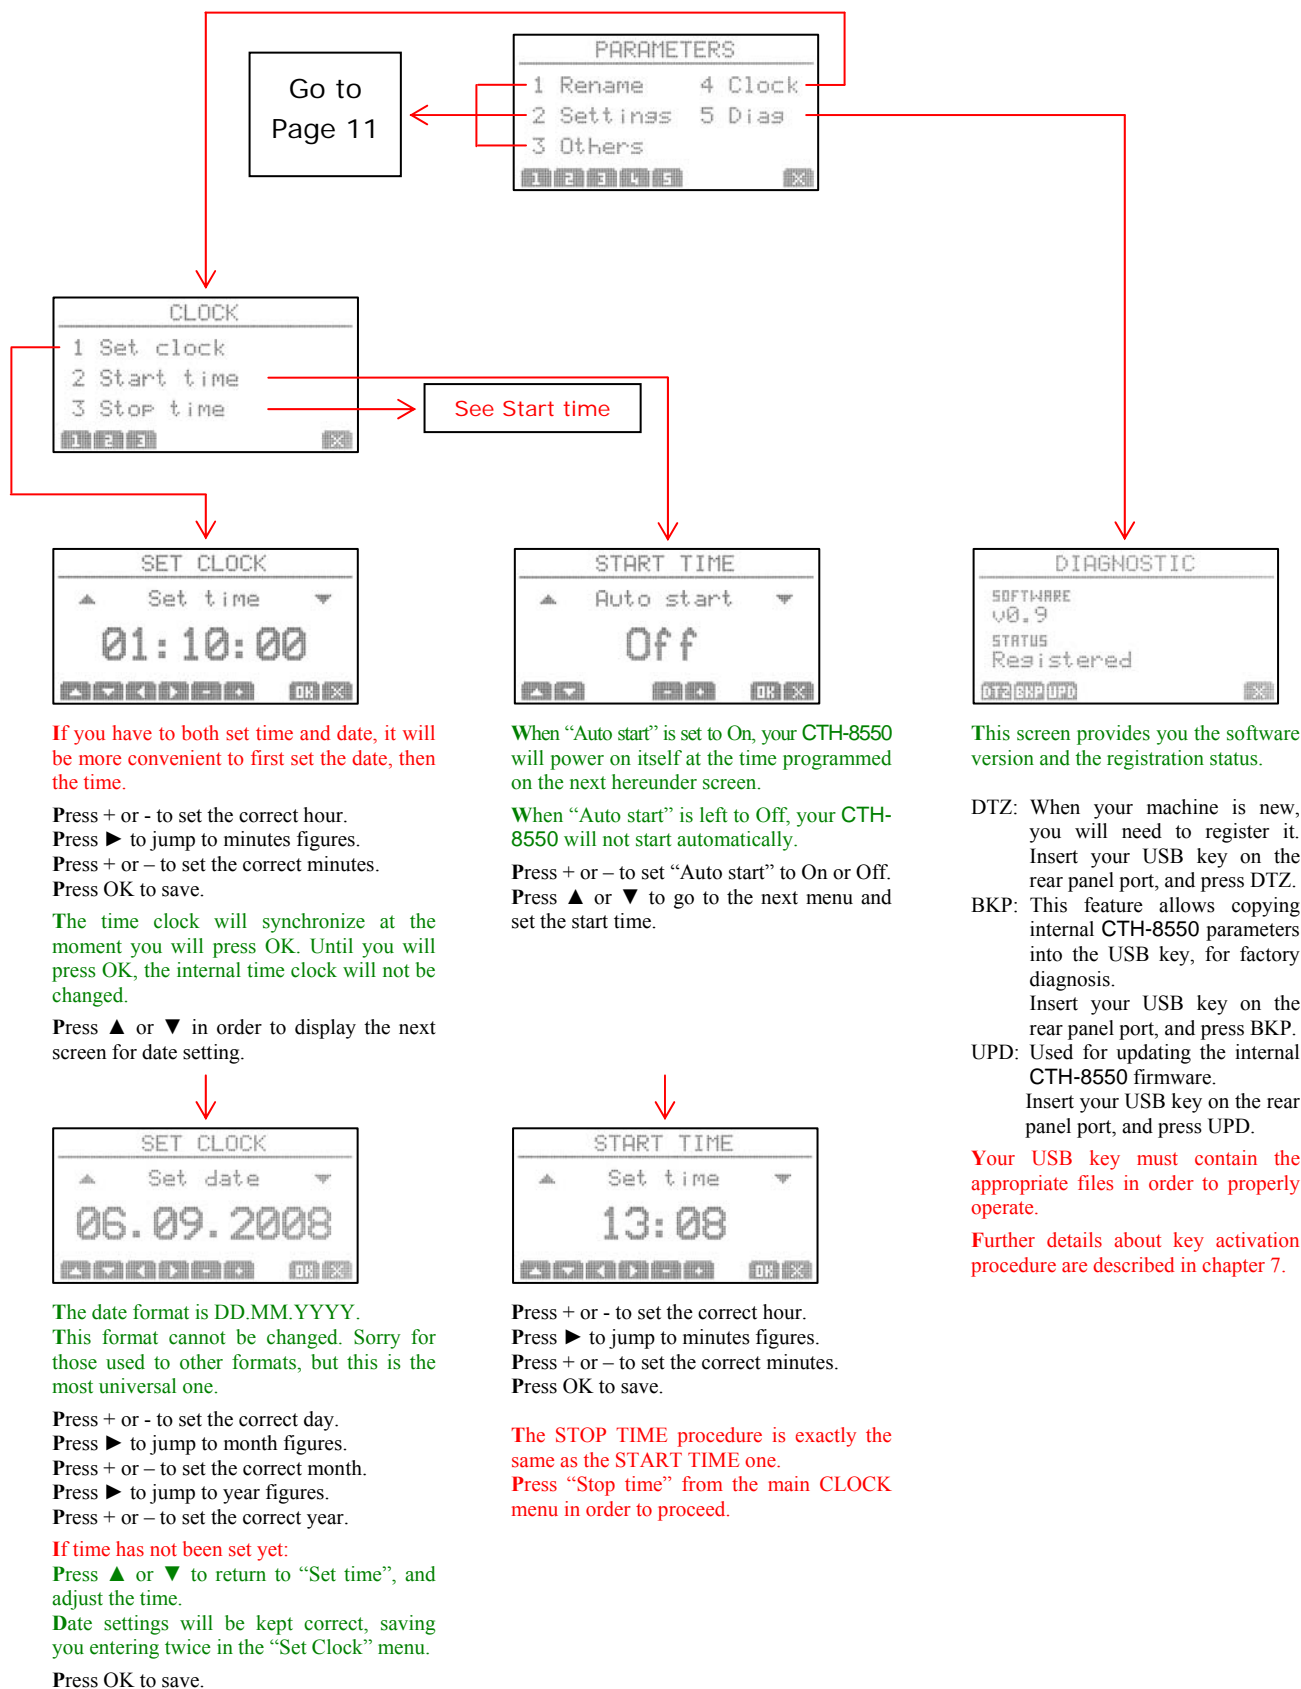 PARAMETERS
1 Rename 4 Clock
2 Settings 5 Diag
3 Others
1 2 3 4 5 X
Go to
Page 11
CLOCK
1 Set clock
2 Start time
3 Stop time
1 2 3 X
See Start time
SET CLOCK
▲ Set time ▼
01:10:00
▲ ▼ ◄ ► - + OK X
If you have to both set time and date, it will
be more convenient to first set the date, then
the time.
Press + or - to set the correct hour.
Press ► to jump to minutes figures.
Press + or – to set the correct minutes.
Press OK to save.
The time clock will synchronize at the
moment you will press OK. Until you will
press OK, the internal time clock will not be
changed.
Press ▲ or ▼ in order to display the next
screen for date setting.
SET CLOCK
▲ Set date ▼
06.09.2008
▲ ▼ ◄ ► - + OK X
The date format is DD.MM.YYYY.
This format cannot be changed. Sorry for
those used to other formats, but this is the
most universal one.
Press + or - to set the correct day.
Press ► to jump to month figures.
Press + or – to set the correct month.
Press ► to jump to year figures.
Press + or – to set the correct year.
If time has not been set yet:
Press ▲ or ▼ to return to “Set time”, and
adjust the time.
Date settings will be kept correct, saving
you entering twice in the “Set Clock” menu.
Press OK to save.
START TIME
▲ Auto start ▼
Off
▲ ▼ - + OK X
When “Auto start” is set to On, your CTH-8550
will power on itself at the time programmed
on the next hereunder screen.
When “Auto start” is left to Off, your CTH-
8550 will not start automatically.
Press + or – to set “Auto start” to On or Off.
Press ▲ or ▼ to go to the next menu and
set the start time.
START TIME
▲ Set time ▼
13:08
▲ ▼ ◄ ► - + OK X
Press + or - to set the correct hour.
Press ► to jump to minutes figures.
Press + or – to set the correct minutes.
Press OK to save.
The STOP TIME procedure is exactly the
same as the START TIME one.
Press “Stop time” from the main CLOCK
menu in order to proceed.
DIAGNOSTIC
SOFTWARE
v0.9
STATUS
Registered
DTZ BKP UPD X
This screen provides you the software
version and the registration status.
DTZ: When your machine is new,
you will need to register it.
Insert your USB key on the
rear panel port, and press DTZ.
BKP: This feature allows copying
internal CTH-8550 parameters
into the USB key, for factory
diagnosis.
Insert your USB key on the
rear panel port, and press BKP.
UPD: Used for updating the internal
CTH-8550 firmware.
Insert your USB key on the rear
panel port, and press UPD.
Your USB key must contain the
appropriate files in order to properly
operate.
Further details about key activation
procedure are described in chapter 7.